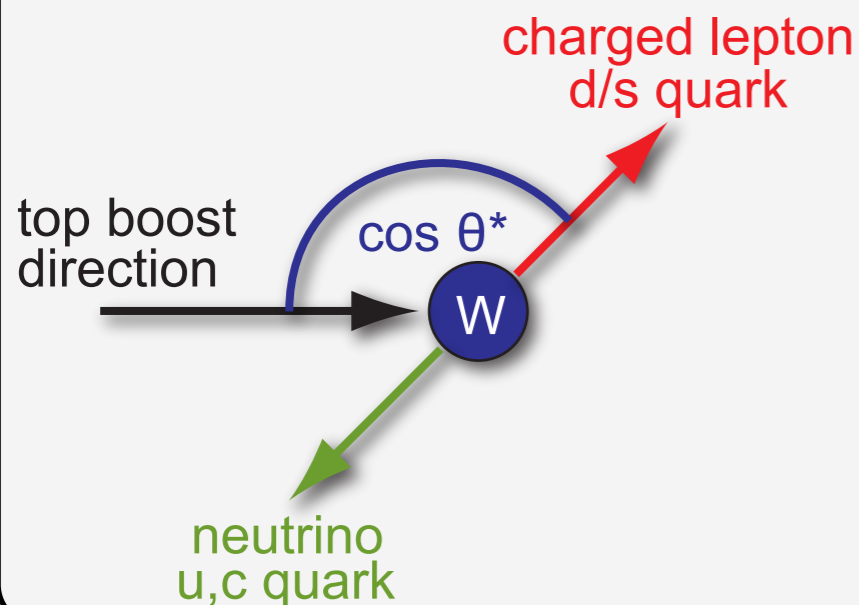 charged lepton
d/s quark
top boost
direction
cos θ*
W
neutrino
u,c quark